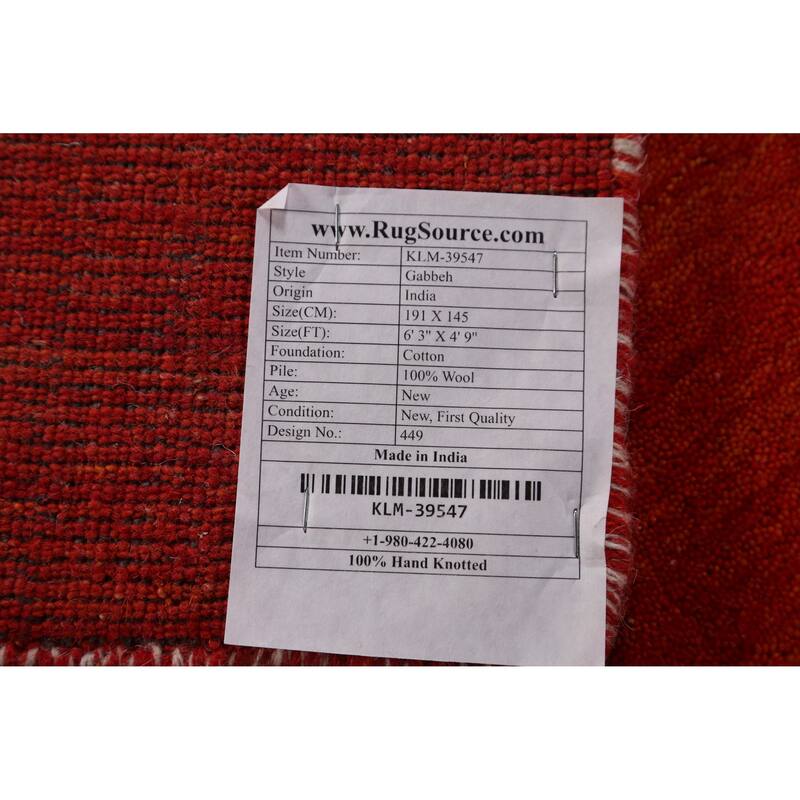 www.RugSource.com
Item Number: KLM-39547
Style Gabbeh
Origin India
Size(CM): 191 X 145
Size(FT): 6' 3" X 4' 9"
Foundation: Cotton
Pile: 100% Wool
Age: New
Condition: New, First Quality
Design No.: 449
Made in India
KLM-39547
+1-980-422-4080
100% Hand Knotted